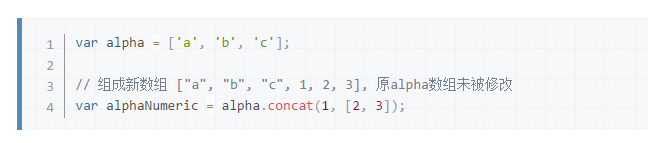 1 var alpha = ['a', 'b', 'c'];
2
3 // 组成新数组 ["a", "b", "c", 1, 2, 3], 原alpha数组未被修改
4 var alphaNumeric = alpha.concat(1, [2, 3]);